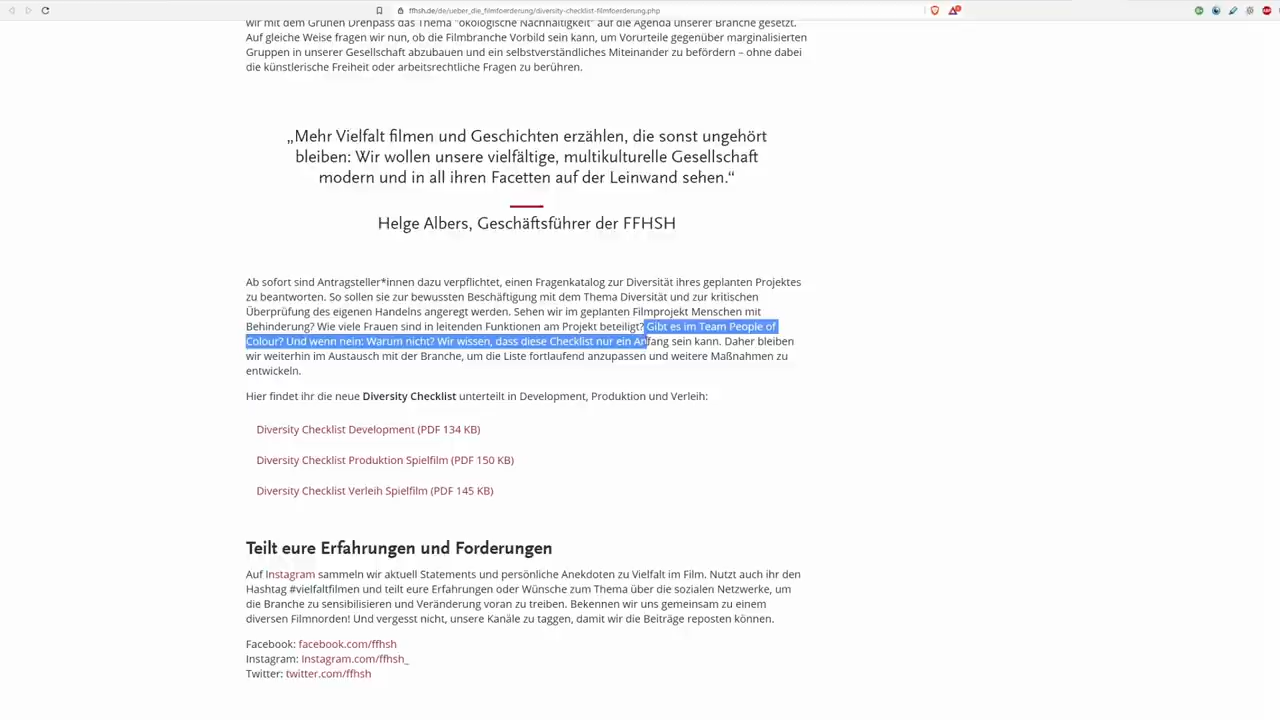 ffhsh.de/de/ueber_die_filmfoerderung/diversity-checklist-filmfoerderung.php
wir mit dem Grünen Drehpass das Thema "ökologische Nachhaltigkeit" auf die Agenda unserer Branche gesetzt.
Auf gleiche Weise fragen wir nun, ob die Filmbranche Vorbild sein kann, um Vorurteile gegenüber marginalisierten
Gruppen in unserer Gesellschaft abzubauen und ein selbstverständliches Miteinander zu befördern – ohne dabei
die künstlerische Freiheit oder arbeitsrechtliche Fragen zu berühren.
„Mehr Vielfalt filmen und Geschichten erzählen, die sonst ungehört
bleiben: Wir wollen unsere vielfältige, multikulturelle Gesellschaft
modern und in all ihren Facetten auf der Leinwand sehen.“
Helge Albers, Geschäftsführer der FFHSH
Ab sofort sind Antragsteller*innen dazu verpflichtet, einen Fragenkatalog zur Diversität ihres geplanten Projektes
zu beantworten. So sollen sie zur bewussten Beschäftigung mit dem Thema Diversität und zur kritischen
Überprüfung des eigenen Handelns angeregt werden. Sehen wir im geplanten Filmprojekt Menschen mit
Behinderung? Wie viele Frauen sind in leitenden Funktionen am Projekt beteiligt? Gibt es im Team People of
Colour? Und wenn nein: Warum nicht? Wir wissen, dass diese Checklist nur ein Anfang sein kann. Daher bleiben
wir weiterhin im Austausch mit der Branche, um die Liste fortlaufend anzupassen und weitere Maßnahmen zu
entwickeln.
Hier findet ihr die neue Diversity Checklist unterteilt in Development, Produktion und Verleih:
Diversity Checklist Development (PDF 134 KB)
Diversity Checklist Produktion Spielfilm (PDF 150 KB)
Diversity Checklist Verleih Spielfilm (PDF 145 KB)
Teilt eure Erfahrungen und Forderungen
Auf Instagram sammeln wir aktuell Statements und persönliche Anekdoten zu Vielfalt im Film. Nutzt auch ihr den
Hashtag #vielfaltfilmen und teilt eure Erfahrungen oder Wünsche zum Thema über die sozialen Netzwerke, um
die Branche zu sensibilisieren und Veränderung voran zu treiben. Bekennen wir uns gemeinsam zu einem
diversen Filmnorden! Und vergesst nicht, unsere Kanäle zu taggen, damit wir die Beiträge reposten können.
Facebook: facebook.com/ffhsh
Instagram: Instagram.com/ffhsh_
Twitter: twitter.com/ffhsh